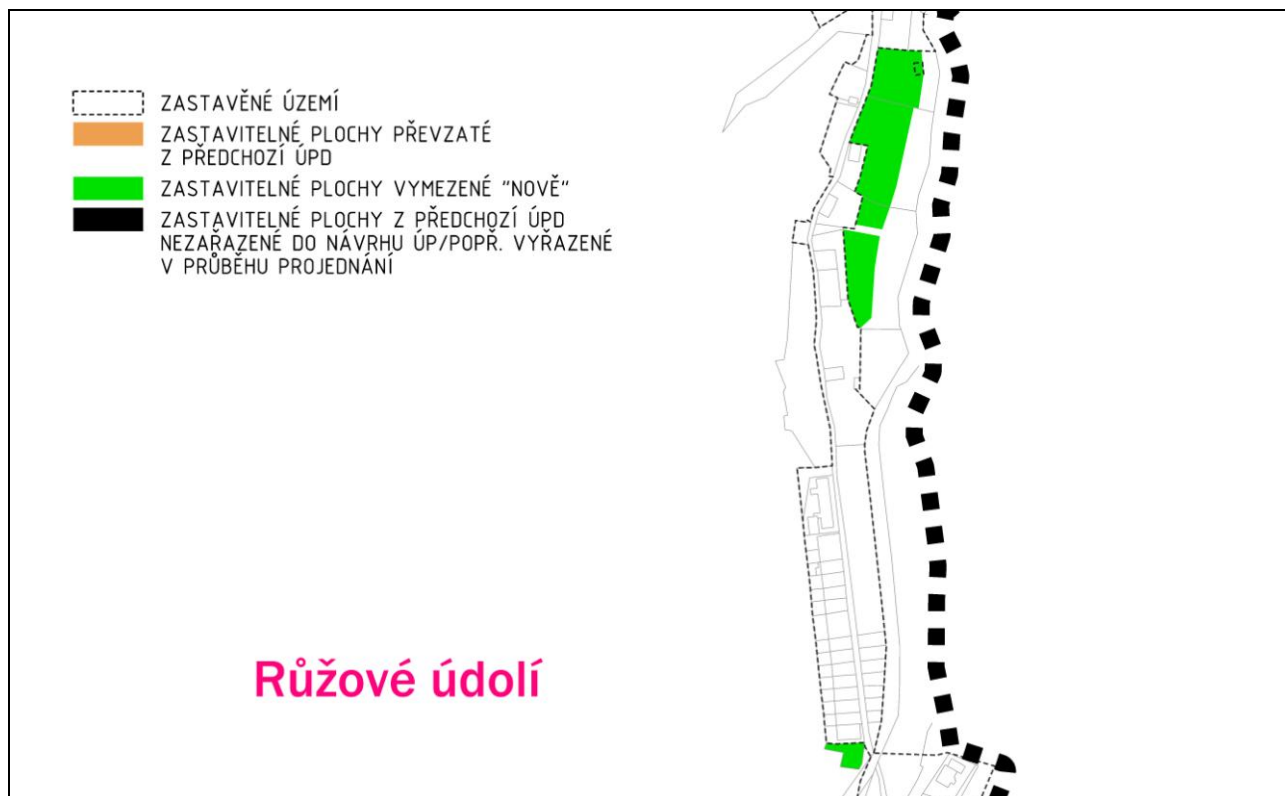 ZASTAVĚNÉ ÚZEMÍ
ZASTAVITELNÉ PLOCHY PŘEVZATÉ
Z PŘEDCHOZÍ ÚPD
ZASTAVITELNÉ PLOCHY VYMEZENÉ "NOVĚ"
ZASTAVITELNÉ PLOCHY Z PŘEDCHOZÍ ÚPD
NEZAŘAZENÉ DO NÁVRHU ÚP/POPŘ. VYŘAZENÉ
V PRŮBĚHU PROJEDNÁNÍ
Růžové údolí